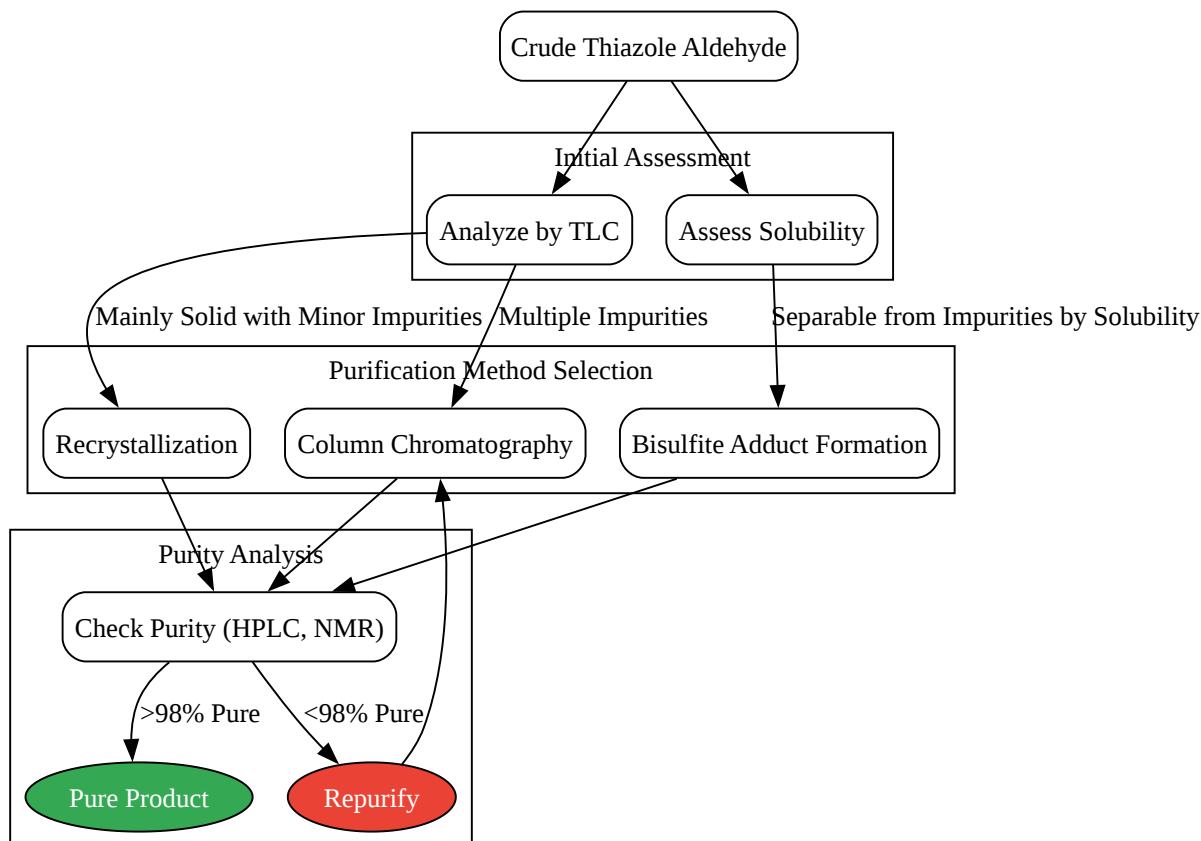 Crude Thiazole Aldehyde
Initial Assessment
Analyze by TLC
Assess Solubility
Mainly Solid with Minor Impurities
Multiple Impurities
Separable from Impurities by Solubility
Purification Method Selection
Recrystallization
Column Chromatography
Bisulfite Adduct Formation
Purity Analysis
Check Purity (HPLC, NMR)
>98% Pure
<98% Pure
Pure Product
Repurify